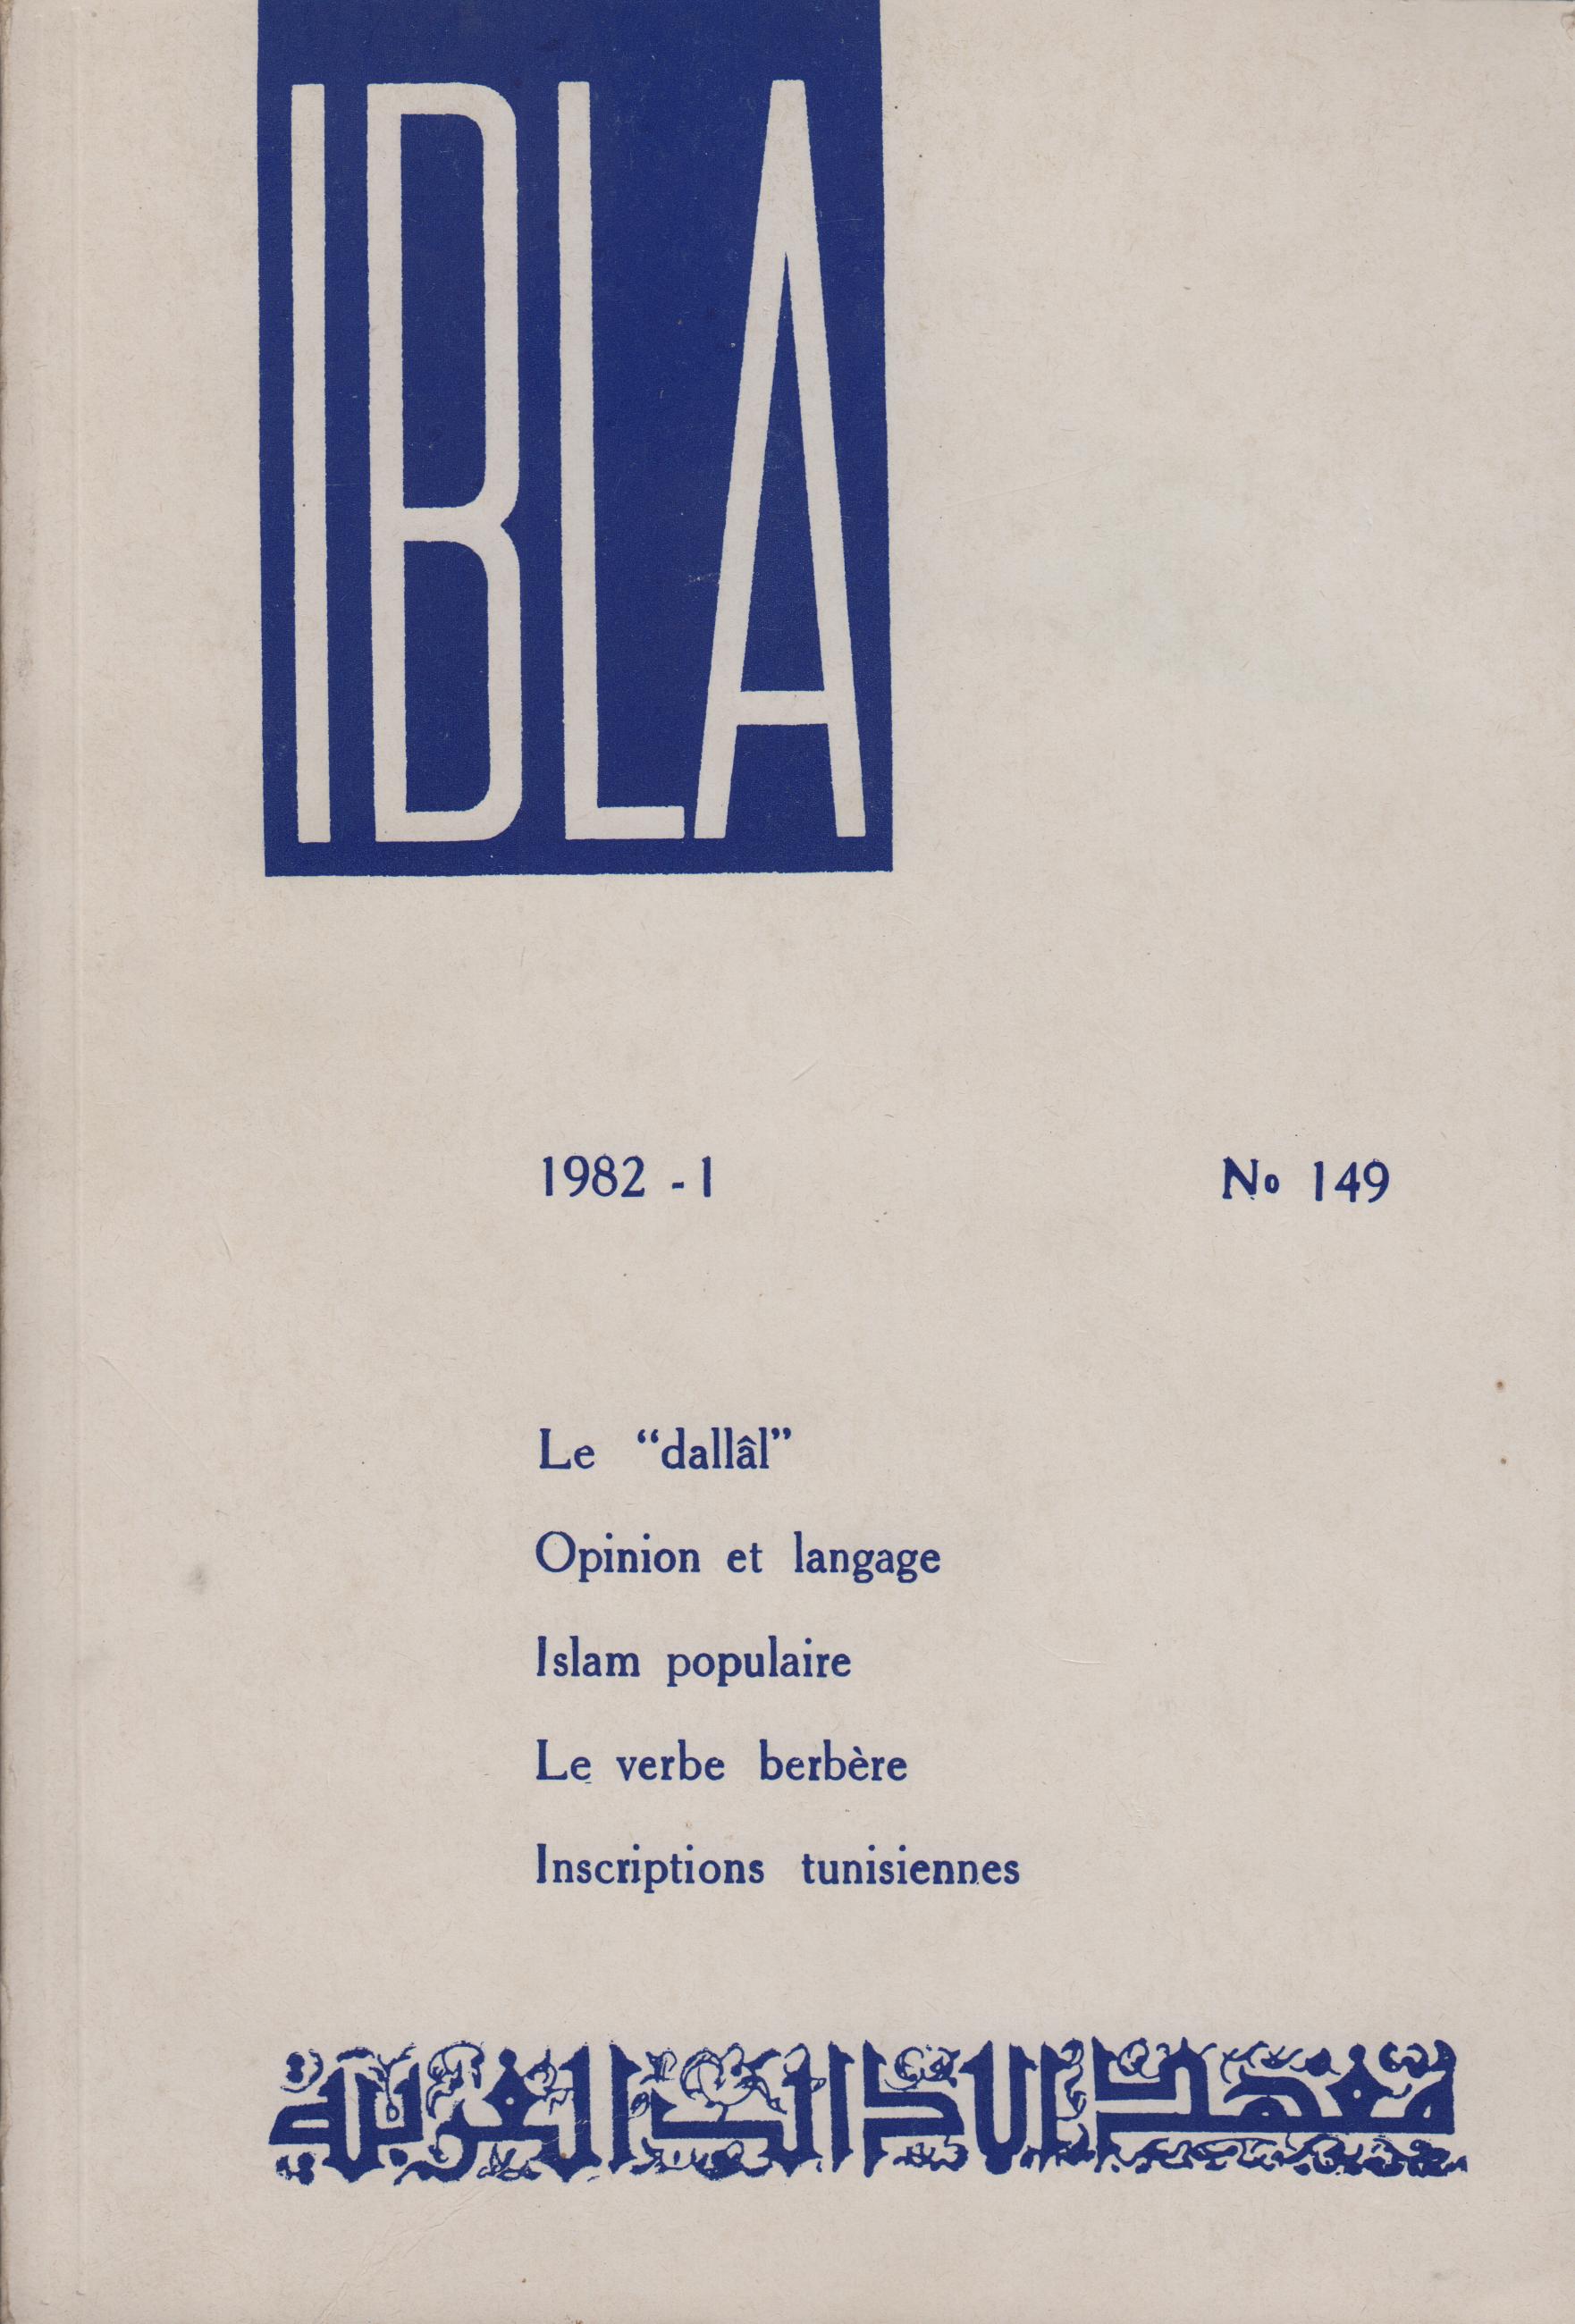 IBLA
1982 - I
No 149
Le “dallâl”
Opinion et langage
Islam populaire
Le verbe berbère
Inscriptions tunisiennes
معهد الآداب العربية